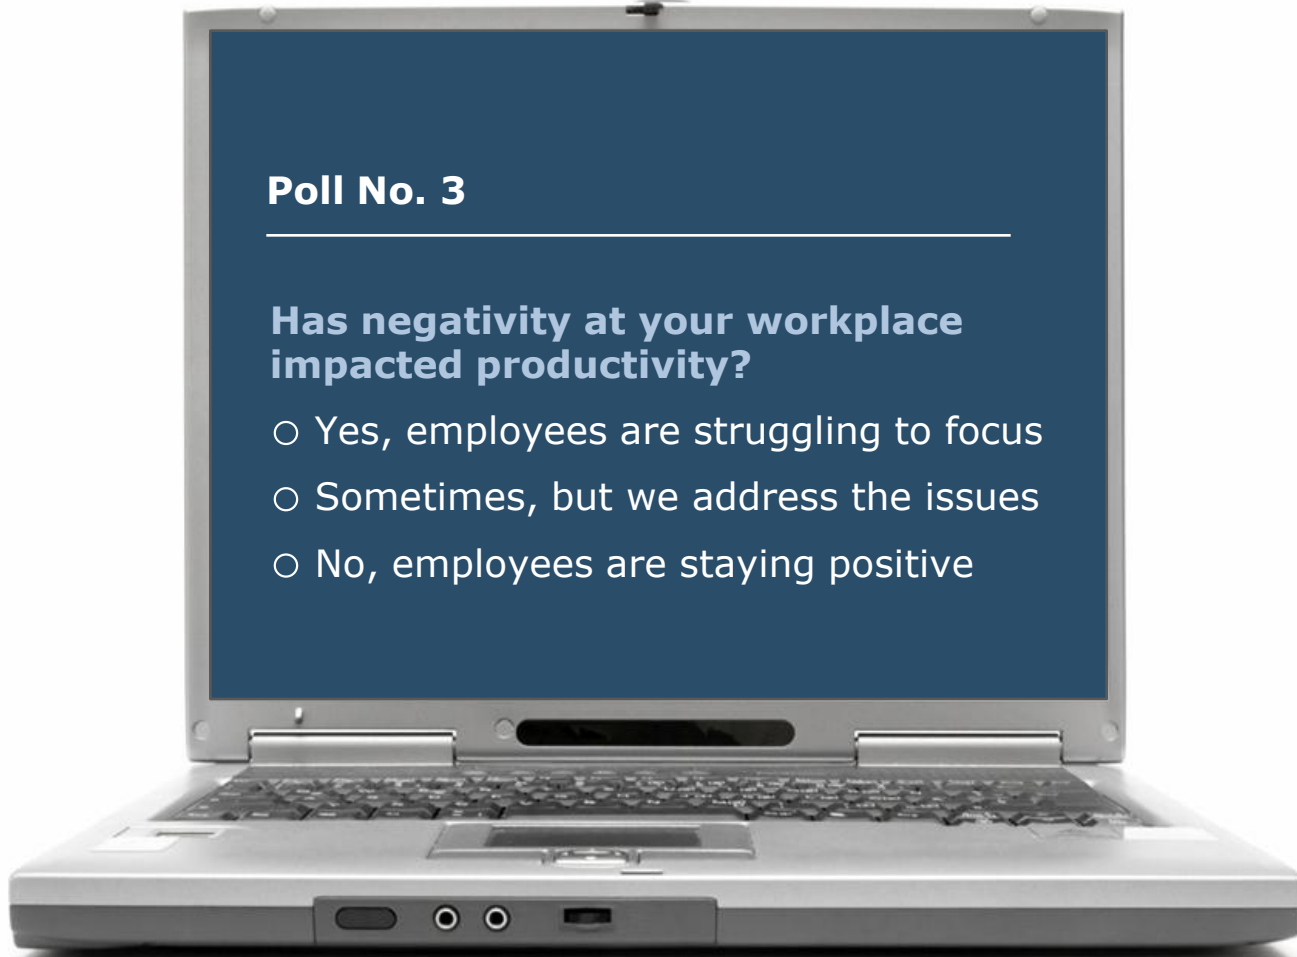 Poll No. 3
Has negativity at your workplace
impacted productivity?
○ Yes, employees are struggling to focus
○ Sometimes, but we address the issues
○ No, employees are staying positive